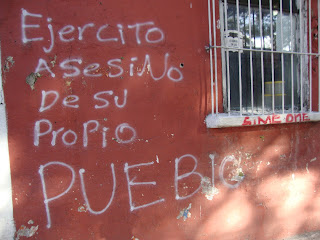 EJERCITO
ASESINO
DE SU
PROPIO
PUEBLO